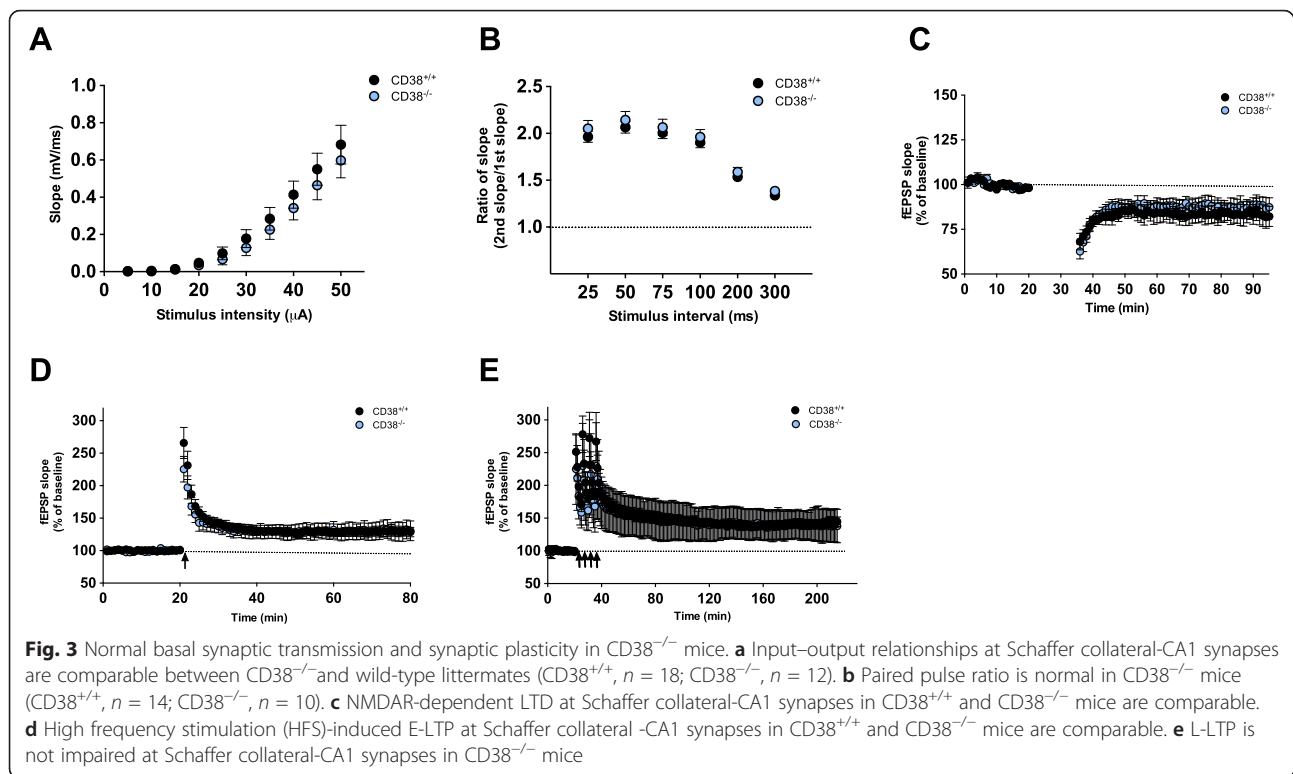 A
1.0
0.8
0.6
0.4
0.2
0.0
Slope (mV/ms)
0 10 20 30 40 50
Stimulus intensity (μA)
CD38+/+
CD38-/-
B
2.5
2.0
1.5
1.0
Ratio of slope
(2nd slope/1st slope)
25 50 75 100 200 300
Stimulus interval (ms)
CD38+/+
CD38-/-
C
150
125
100
75
50
fEPSP slope
(% of baseline)
0 10 20 30 40 50 60 70 80 90
Time (min)
CD38+/+
CD38-/-
D
300
250
200
150
100
50
fEPSP slope
(% of baseline)
0 20 40 60 80
Time (min)
CD38+/+
CD38-/-
E
300
250
200
150
100
50
fEPSP slope
(% of baseline)
0 40 80 120 160 200
Time (min)
CD38+/+
CD38-/-
Fig. 3 Normal basal synaptic transmission and synaptic plasticity in CD38−/− mice. a Input–output relationships at Schaffer collateral-CA1 synapses
are comparable between CD38−/−and wild-type littermates (CD38+/+, n = 18; CD38−/−, n = 12). b Paired pulse ratio is normal in CD38−/− mice
(CD38+/+, n = 14; CD38−/−, n = 10). c NMDAR-dependent LTD at Schaffer collateral-CA1 synapses in CD38+/+ and CD38−/− mice are comparable.
d High frequency stimulation (HFS)-induced E-LTP at Schaffer collateral -CA1 synapses in CD38+/+ and CD38−/− mice are comparable. e L-LTP is
not impaired at Schaffer collateral-CA1 synapses in CD38−/− mice